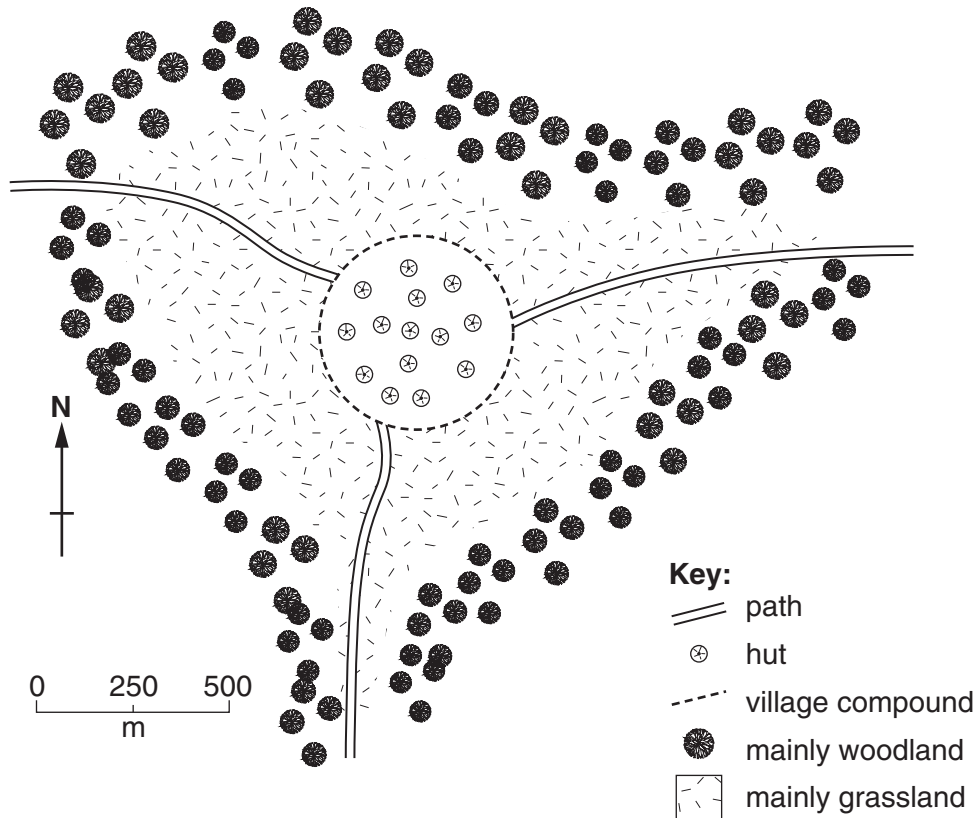 N
0 250 500
m
Key:
path
hut
village compound
mainly woodland
mainly grassland